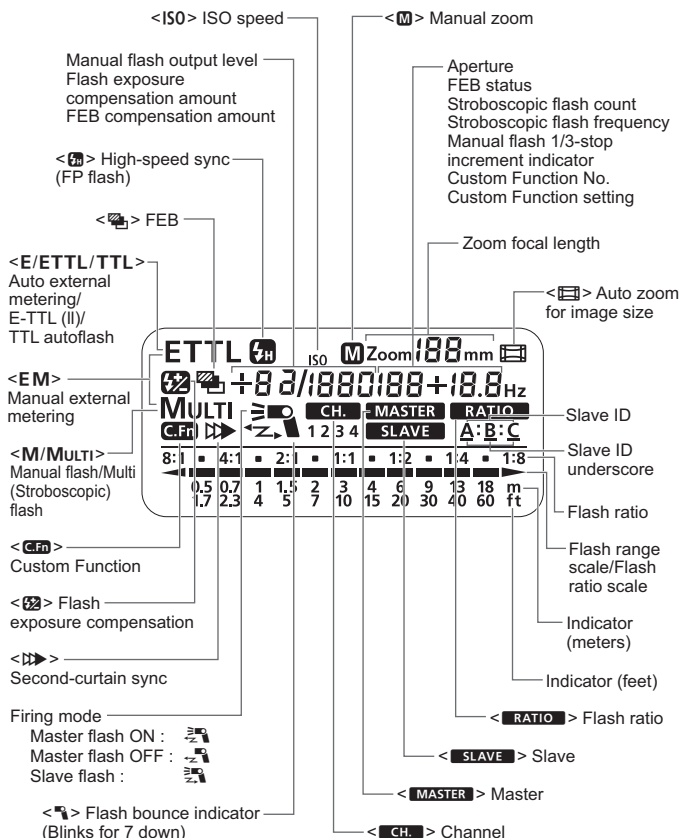 <ISO> ISO speed
<M> Manual zoom
Manual flash output level
Flash exposure
compensation amount
FEB compensation amount
Aperture
FEB status
Stroboscopic flash count
Stroboscopic flash frequency
Manual flash 1/3-stop
increment indicator
Custom Function No.
Custom Function setting
<H> High-speed sync
(FP flash)
< > FEB
Zoom focal length
<E/ETTL/TTL>
Auto external
metering/
E-TTL (II)/
TTL autoflash
< > Auto zoom
for image size
<EM>
Manual external
metering
<M/MULTI>
Manual flash/Multi
(Stroboscopic)
flash
<C.Fn>
Custom Function
< > Flash
exposure compensation
< >
Second-curtain sync
Firing mode
Master flash ON :
Master flash OFF :
Slave flash :
< > Flash bounce indicator
(Blinks for 7 down)
ETTL H ISO M Zoom 188 mm
+8 8/1880 188+18.8 Hz
MULTI CH. MASTER RATIO
C.Fn Z 1 2 3 4 SLAVE A:B:C
8:1 4:1 2:1 1:1 1:2 1:4 1:8
0.5 0.7 1 1.5 2 3 4 6 9 13 18 m
1.7 2.3 4 5 7 10 15 20 30 40 60 ft
Slave ID
Slave ID
underscore
Flash ratio
Flash range
scale/Flash
ratio scale
Indicator
(meters)
Indicator (feet)
<RATIO> Flash ratio
<SLAVE> Slave
<MASTER> Master
<CH.> Channel